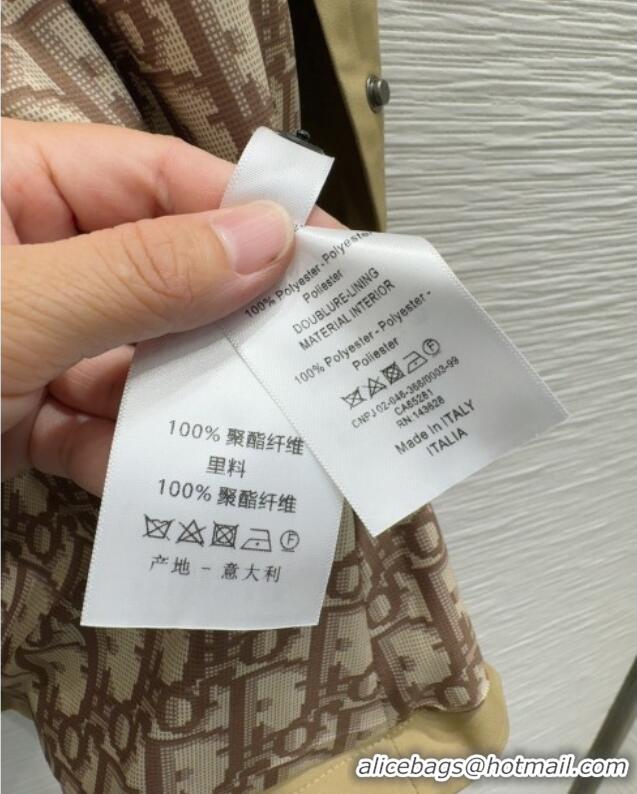 100% Polyester - Polyester
Poliester
DOUBLURE-LINING
MATERIAL INTERIOR
100% Polyester - Polyester -
Poliester
F
CNPJ 02-046-366/0003-99
CA65281
RN 143628
Made in ITALY
ITALIA
100% 聚酯纤维
里料
100% 聚酯纤维
F
产地 - 意大利
alicebags@hotmail.com